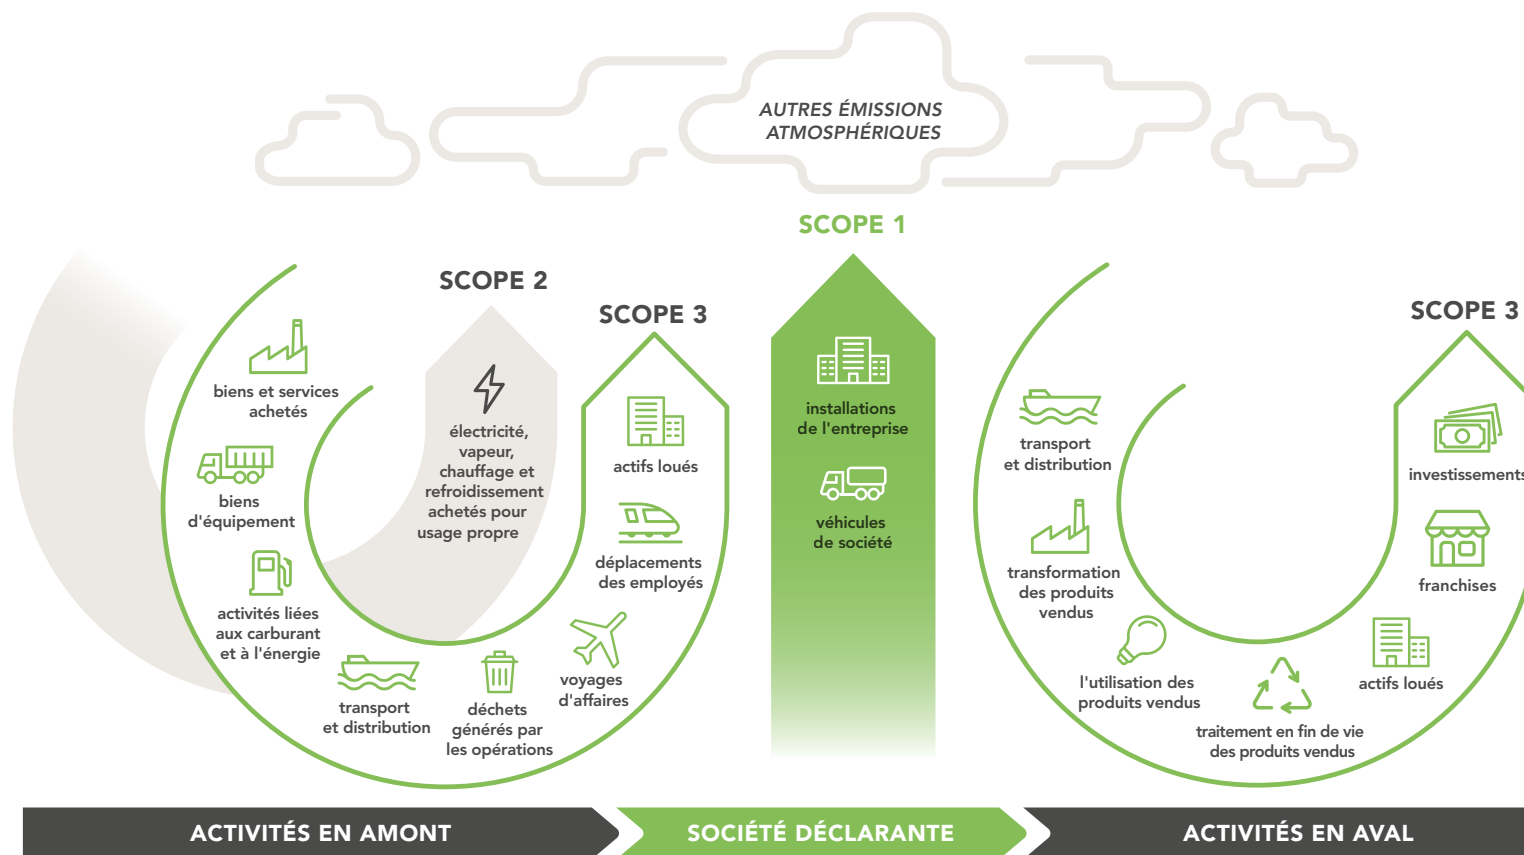 AUTRES ÉMISSIONS
ATMOSPHÉRIQUES
SCOPE 2
électricité,
vapeur,
chauffage et
refroidissement
achetés pour
usage propre
SCOPE 3
biens et services
achetés
biens
d'équipement
activités liées
aux carburant
et à l'énergie
transport
et distribution
déchets
générés par
les opérations
voyages
d'affaires
déplacements
des employés
actifs loués
SCOPE 1
installations
de l'entreprise
véhicules
de société
SCOPE 3
transport
et distribution
transformation
des produits
vendus
l'utilisation des
produits vendus
traitement en fin de vie
des produits vendus
actifs loués
franchises
investissements
ACTIVITÉS EN AMONT
SOCIÉTÉ DÉCLARANTE
ACTIVITÉS EN AVAL